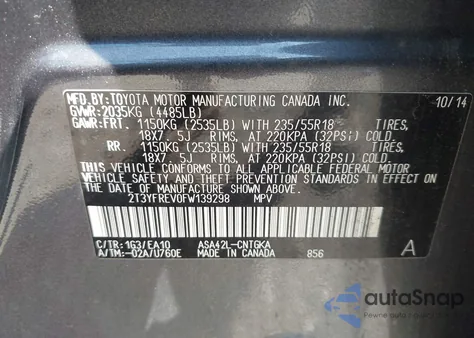 MFD.BY: TOYOTA MOTOR MANUFACTURING CANADA INC. 10/14
GVWR: 2035KG (4485LB)
GAWR: FRT. 1150KG (2535LB) WITH 235/55R18 TIRES,
18X7. 5J RIMS, AT 220KPA (32PSI) COLD.
RR. 1150KG (2535LB) WITH 235/55R18 TIRES,
18X7. 5J RIMS, AT 220KPA (32PSI) COLD.
THIS VEHICLE CONFORMS TO ALL APPLICABLE FEDERAL MOTOR
VEHICLE SAFETY AND THEFT PREVENTION STANDARDS IN
EFFECT ON THE DATE OF MANUFACTURE SHOWN ABOVE.
2T3YFREV0FW139298 MPV
C/TR: 1G3/EA10 ASA42L-CNTGKA
A/TM: -02A/U760E MADE IN CANADA 856 A
autoSnap
Pewne auto z USA